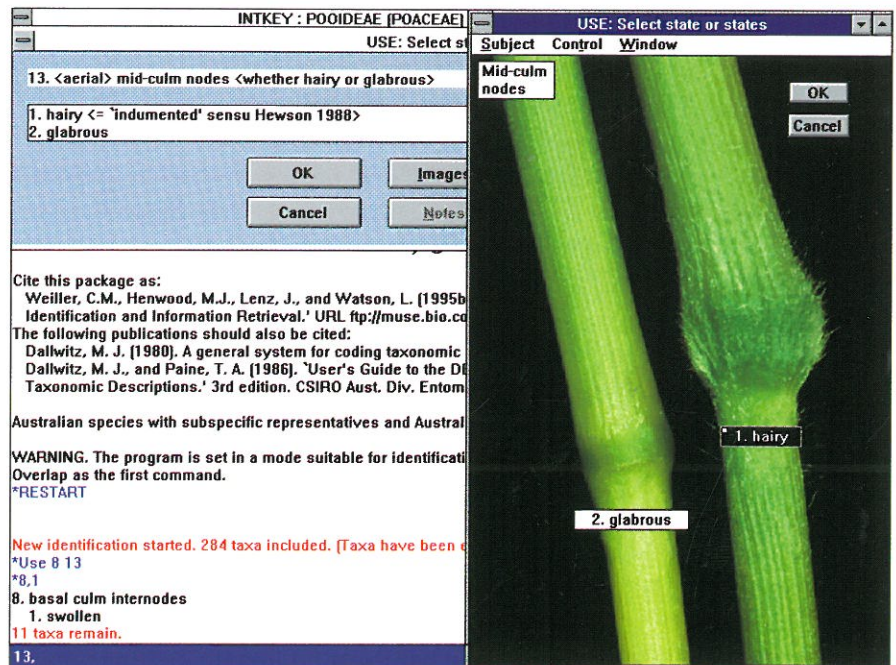 INTKEY : POOIDEAE (POACEAE)
USE: Select st
13. <aerial> mid-culm nodes <whether hairy or glabrous>
1. hairy <= `indumented' sensu Hewson 1988>
2. glabrous
OK
Images
Cancel
Notes
Cite this package as:
Weiller, C.M., Henwood, M.J., Lenz, J., and Watson, L. (1995b
Identification and Information Retrieval.' URL ftp://muse.bio.co
The following publications should also be cited:
Dallwitz, M. J. (1980). A general system for coding taxonomic
Dallwitz, M. J., and Paine, T. A. (1986). `User's Guide to the DE
Taxonomic Descriptions.' 3rd edition. CSIRO Aust. Div. Entom
Australian species with subspecific representatives and Austral
WARNING. The program is set in a mode suitable for identificati
Overlap as the first command.
*RESTART
New identification started. 284 taxa included. (Taxa have been e
*Use 8 13
*8,1
8. basal culm internodes
1. swollen
11 taxa remain.
13,
USE: Select state or states
Subject Control Window
Mid-culm
nodes
OK
Cancel
1. hairy
2. glabrous